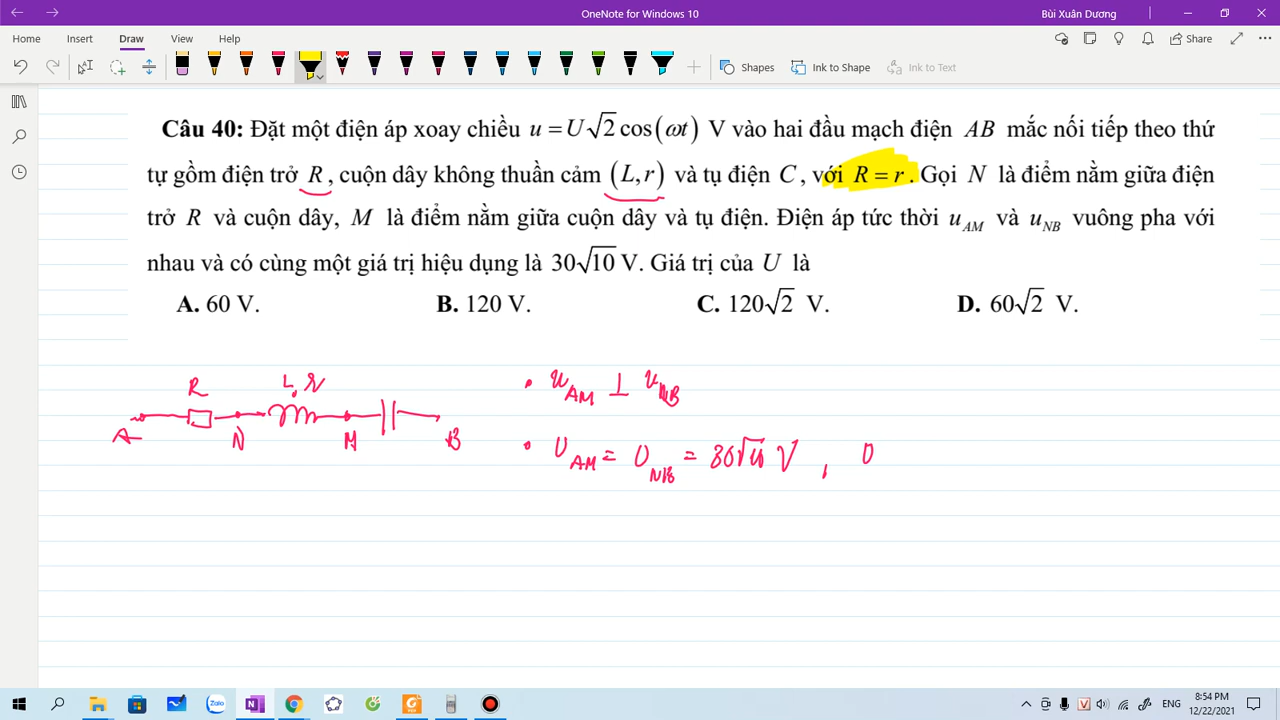 OneNote for Windows 10
Bùi Xuân Dương
Home Insert Draw View Help
Share
Shapes Ink to Shape Ink to Text
Câu 40: Đặt một điện áp xoay chiều u = U√2 cos(ωt) V vào hai đầu mạch điện AB mắc nối tiếp theo thứ
tự gồm điện trở R, cuộn dây không thuần cảm (L,r) và tụ điện C, với R = r. Gọi N là điểm nằm giữa điện
trở R và cuộn dây, M là điểm nằm giữa cuộn dây và tụ điện. Điện áp tức thời u_AM và u_NB vuông pha với
nhau và có cùng một giá trị hiệu dụng là 30√10 V. Giá trị của U là
A. 60 V. B. 120 V. C. 120√2 V. D. 60√2 V.
R L, r
A N M B
• u_AM ⊥ u_NB
• U_AM = U_NB = 30√10 V , U
Zalo
8:54 PM
12/22/2021